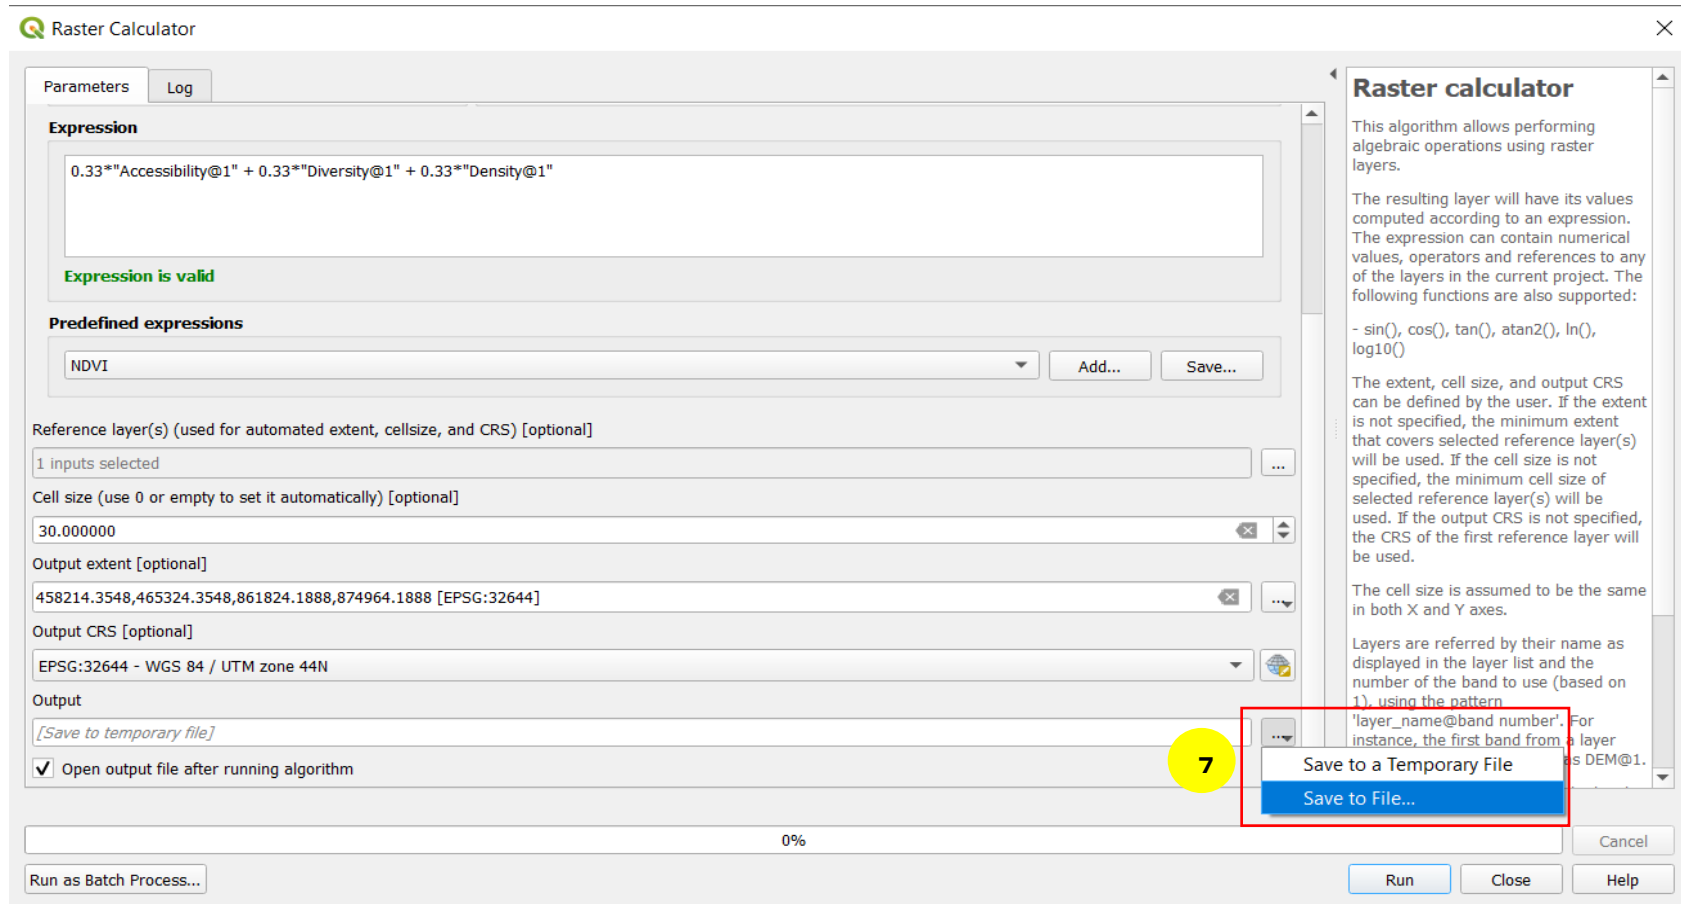 Raster Calculator
Parameters
Log
Expression
0.33*"Accessibility@1" + 0.33*"Diversity@1" + 0.33*"Density@1"
Expression is valid
Predefined expressions
NDVI
Add...
Save...
Reference layer(s) (used for automated extent, cellsize, and CRS) [optional]
1 inputs selected
...
Cell size (use 0 or empty to set it automatically) [optional]
30.000000
Output extent [optional]
458214.3548,465324.3548,861824.1888,874964.1888 [EPSG:32644]
...
Output CRS [optional]
EPSG:32644 - WGS 84 / UTM zone 44N
Output
[Save to temporary file]
...
Open output file after running algorithm
7
Save to a Temporary File
Save to File...
Raster calculator
This algorithm allows performing
algebraic operations using raster
layers.
The resulting layer will have its values
computed according to an expression.
The expression can contain numerical
values, operators and references to any
of the layers in the current project. The
following functions are also supported:
- sin(), cos(), tan(), atan2(), ln(),
log10()
The extent, cell size, and output CRS
can be defined by the user. If the extent
is not specified, the minimum extent
that covers selected reference layer(s)
will be used. If the cell size is not
specified, the minimum cell size of
selected reference layer(s) will be
used. If the output CRS is not specified,
the CRS of the first reference layer will
be used.
The cell size is assumed to be the same
in both X and Y axes.
Layers are referred by their name as
displayed in the layer list and the
number of the band to use (based on
1), using the pattern
'layer_name@band number'. For
instance, the first band from a layer
as DEM@1.
0%
Cancel
Run as Batch Process...
Run
Close
Help